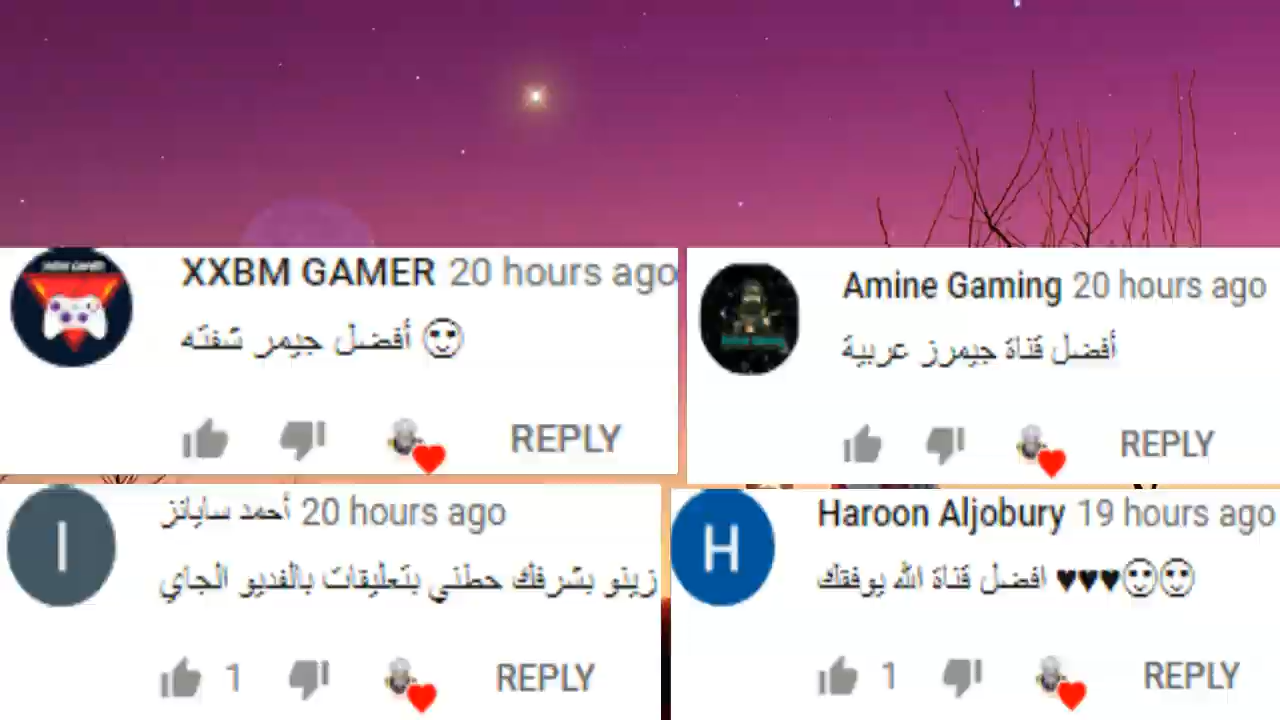 XXBM GAMER 20 hours ago
أفضل جيمر شفته 🙂
REPLY
Amine Gaming 20 hours ago
أفضل قناة جيمرز عربية
REPLY
I
أحمد سايانز 20 hours ago
زينو بشرفك حطني بتعليقات بالفديو الجاي
1 REPLY
H
Haroon Aljobury 19 hours ago
افضل قناة الله يوفقك ♥♥♥🙂🙂
1 REPLY